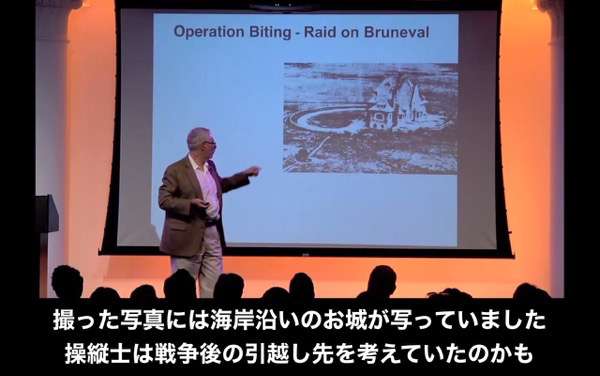 Operation Biting - Raid on Bruneval
撮った写真には海岸沿いのお城が写っていました
操縦士は戦争後の引越し先を考えていたのかも